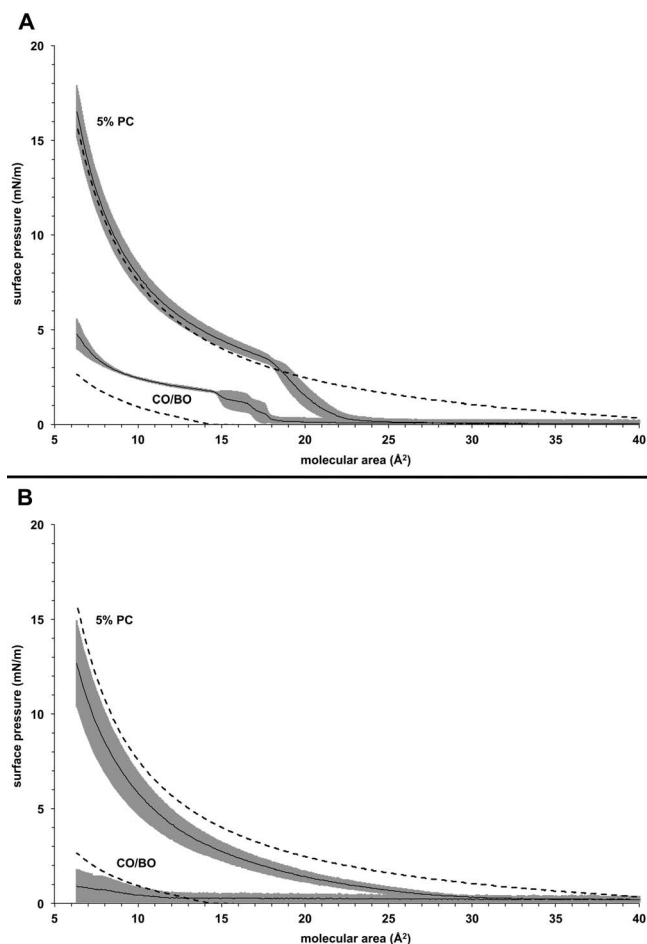 A
20
15
10
5
0
surface pressure (mN/m)
5% PC
CO/BO
5 10 15 20 25 30 35 40
molecular area (Å²)
B
20
15
10
5
0
surface pressure (mN/m)
5% PC
CO/BO
5 10 15 20 25 30 35 40
molecular area (Å²)